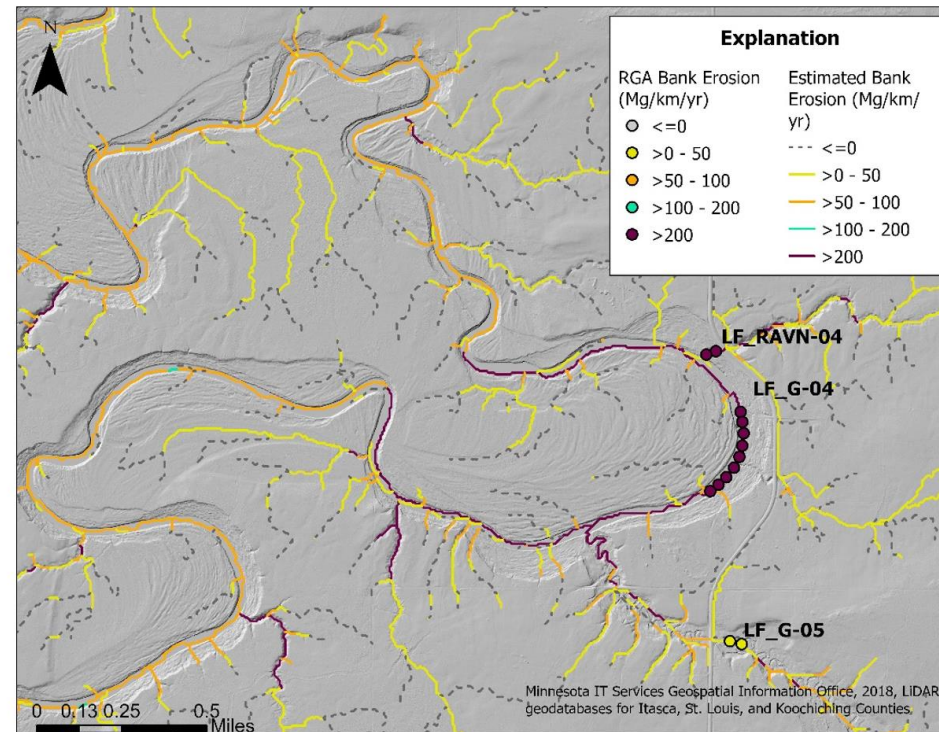 N
Explanation
RGA Bank Erosion
(Mg/km/yr)
<=0
>0 - 50
>50 - 100
>100 - 200
>200
Estimated Bank
Erosion (Mg/km/
yr)
<=0
>0 - 50
>50 - 100
>100 - 200
>200
LF_RAVN-04
LF_G-04
LF_G-05
Minnesota IT Services Geospatial Information Office, 2018, LiDAR
geodatabases for Itasca, St. Louis, and Koochiching Counties.
0 0.13 0.25 0.5
Miles